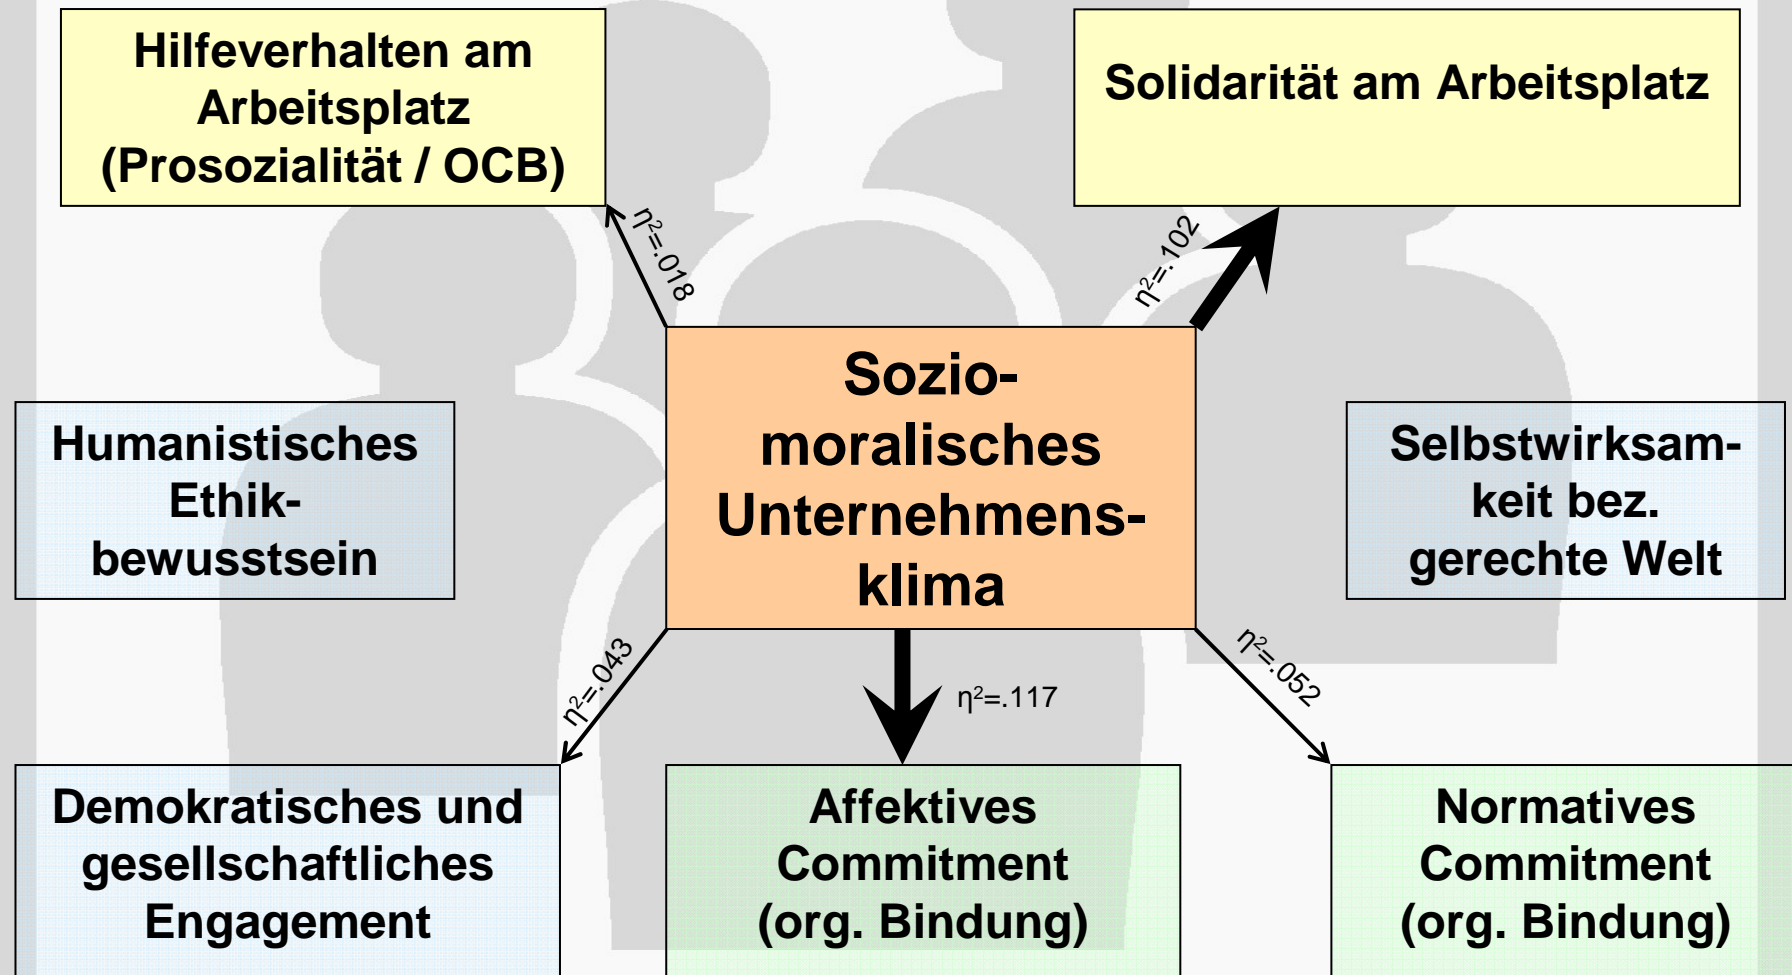 Hilfeverhalten am
Arbeitsplatz
(Prosozialität / OCB)
Solidarität am Arbeitsplatz
η²=.018
η²=.102
Sozio-
moralisches
Unternehmens-
klima
Humanistisches
Ethik-
bewusstsein
Selbstwirksam-
keit bez.
gerechte Welt
η²=.043
η²=.117
η²=.052
Demokratisches und
gesellschaftliches
Engagement
Affektives
Commitment
(org. Bindung)
Normatives
Commitment
(org. Bindung)